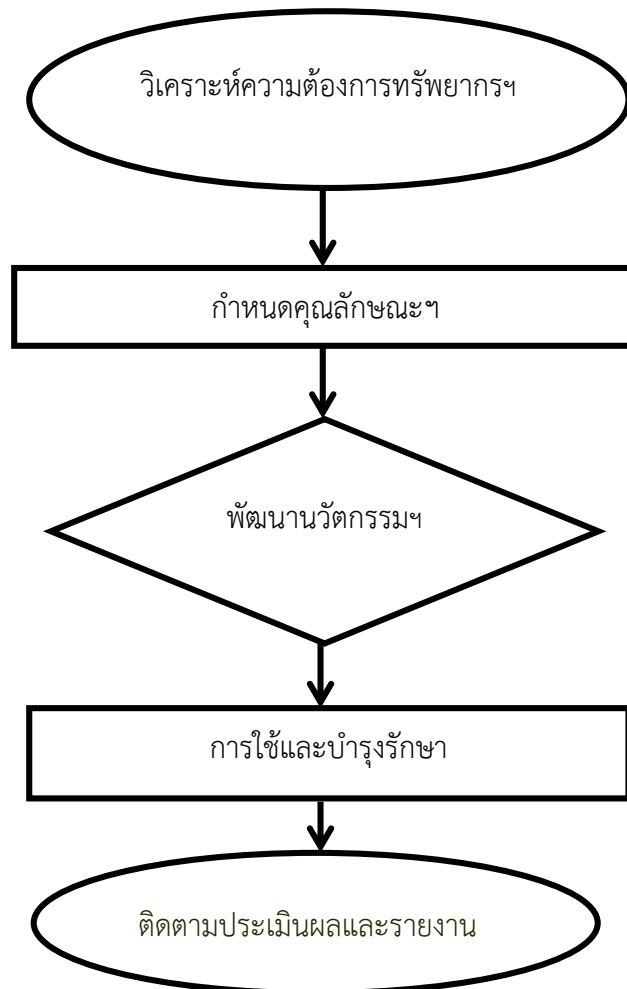 วิเคราะห์ความต้องการทรัพยากรฯ
กำหนดคุณลักษณะฯ
พัฒนานวัตกรรมฯ
การใช้และบำรุงรักษา
ติดตามประเมินผลและรายงาน